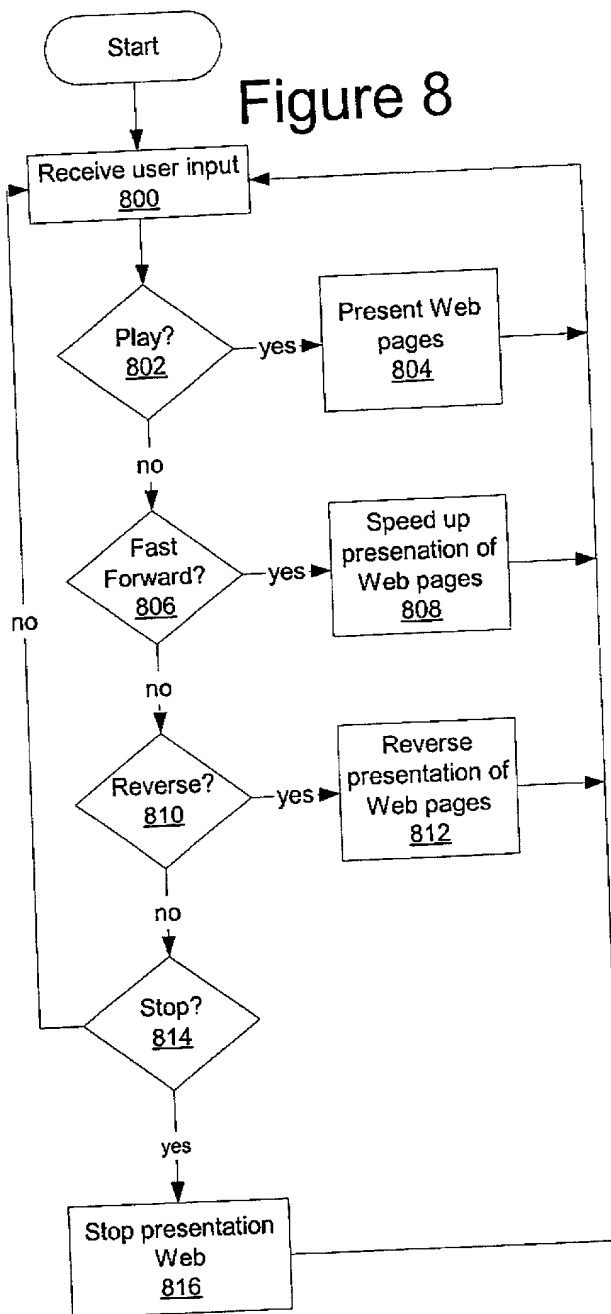 Start
Figure 8
Receive user input
800
Play?
802
yes
Present Web
pages
804
no
Fast
Forward?
806
yes
Speed up
presenation of
Web pages
808
no
no
Reverse?
810
yes
Reverse
presentation of
Web pages
812
no
Stop?
814
yes
Stop presentation
Web
816